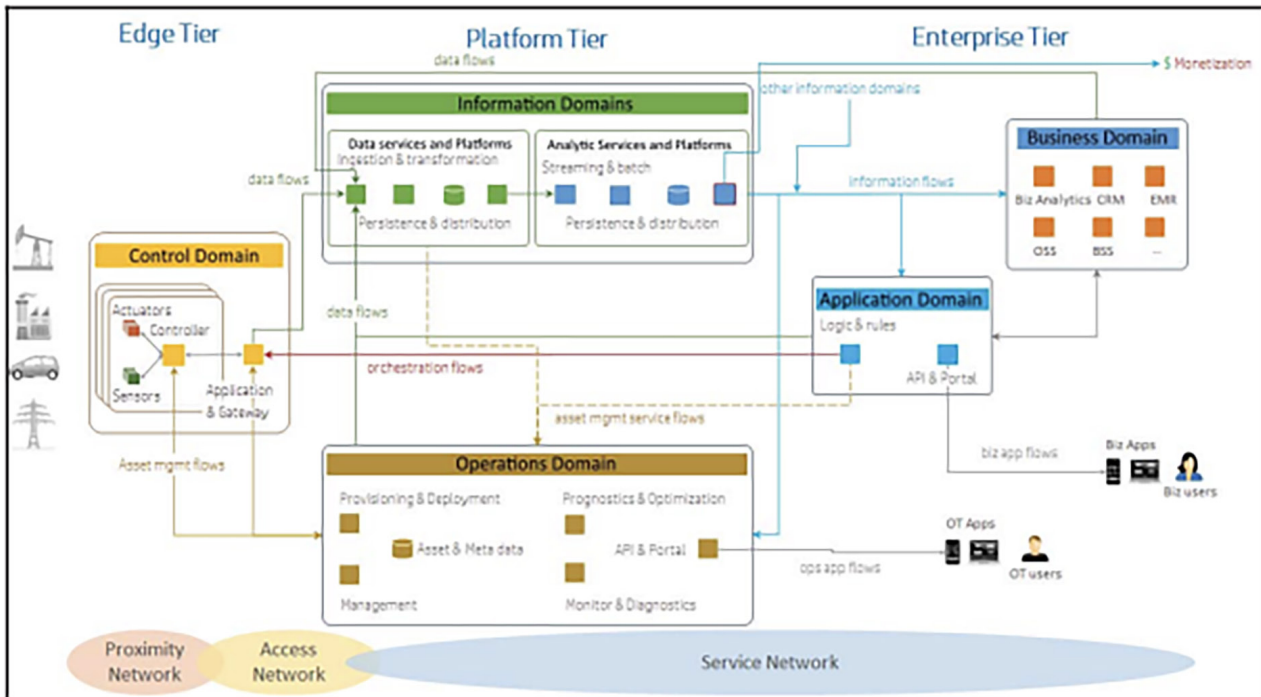 Edge Tier
Platform Tier
Enterprise Tier
data flows
$ Monetization
other information domains
Information Domains
Business Domain
Data services and Platforms
Ingestion & transformation
Analytic Services and Platforms
Streaming & batch
data flows
information flows
Biz Analytics CRM EMR
Persistence & distribution
Persistence & distribution
OSS BSS ...
Control Domain
Application Domain
Actuators
Controller
data flows
Logic & rules
orchestration flows
API & Portal
Sensors
Application
& Gateway
asset mgmt service flows
Asset mgmt flows
Operations Domain
biz app flows
Biz Apps
Biz users
Provisioning & Deployment
Prognostics & Optimization
OT Apps
Asset & Meta data
API & Portal
ops app flows
OT users
Management
Monitor & Diagnostics
Proximity
Network
Access
Network
Service Network